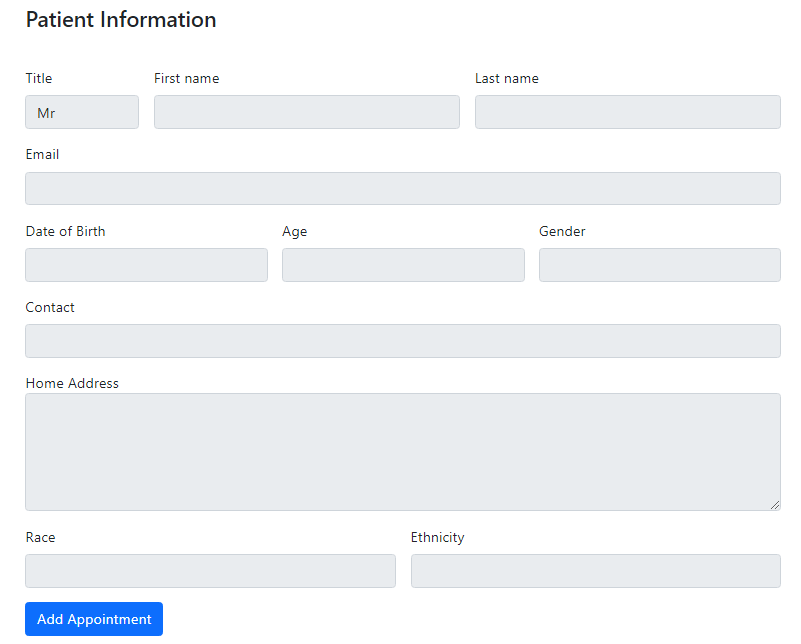 Patient Information
Title First name Last name
Mr
Email
Date of Birth Age Gender
Contact
Home Address
Race Ethnicity
Add Appointment